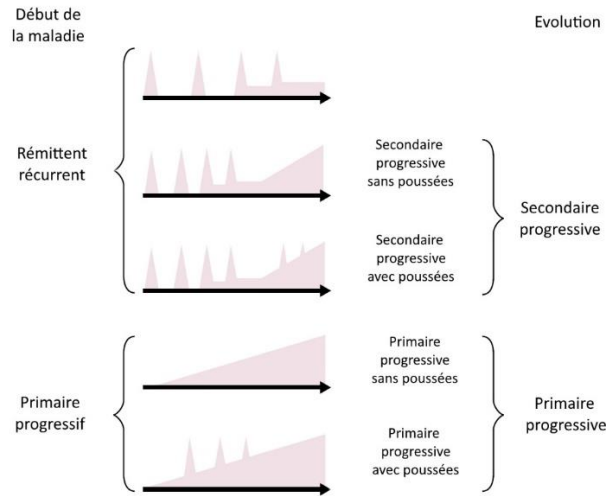 Début de
la maladie
Evolution
Rémittent
récurrent
Secondaire
progressive
sans poussées
Secondaire
progressive
avec poussées
Secondaire
progressive
Primaire
progressif
Primaire
progressive
sans poussées
Primaire
progressive
avec poussées
Primaire
progressive